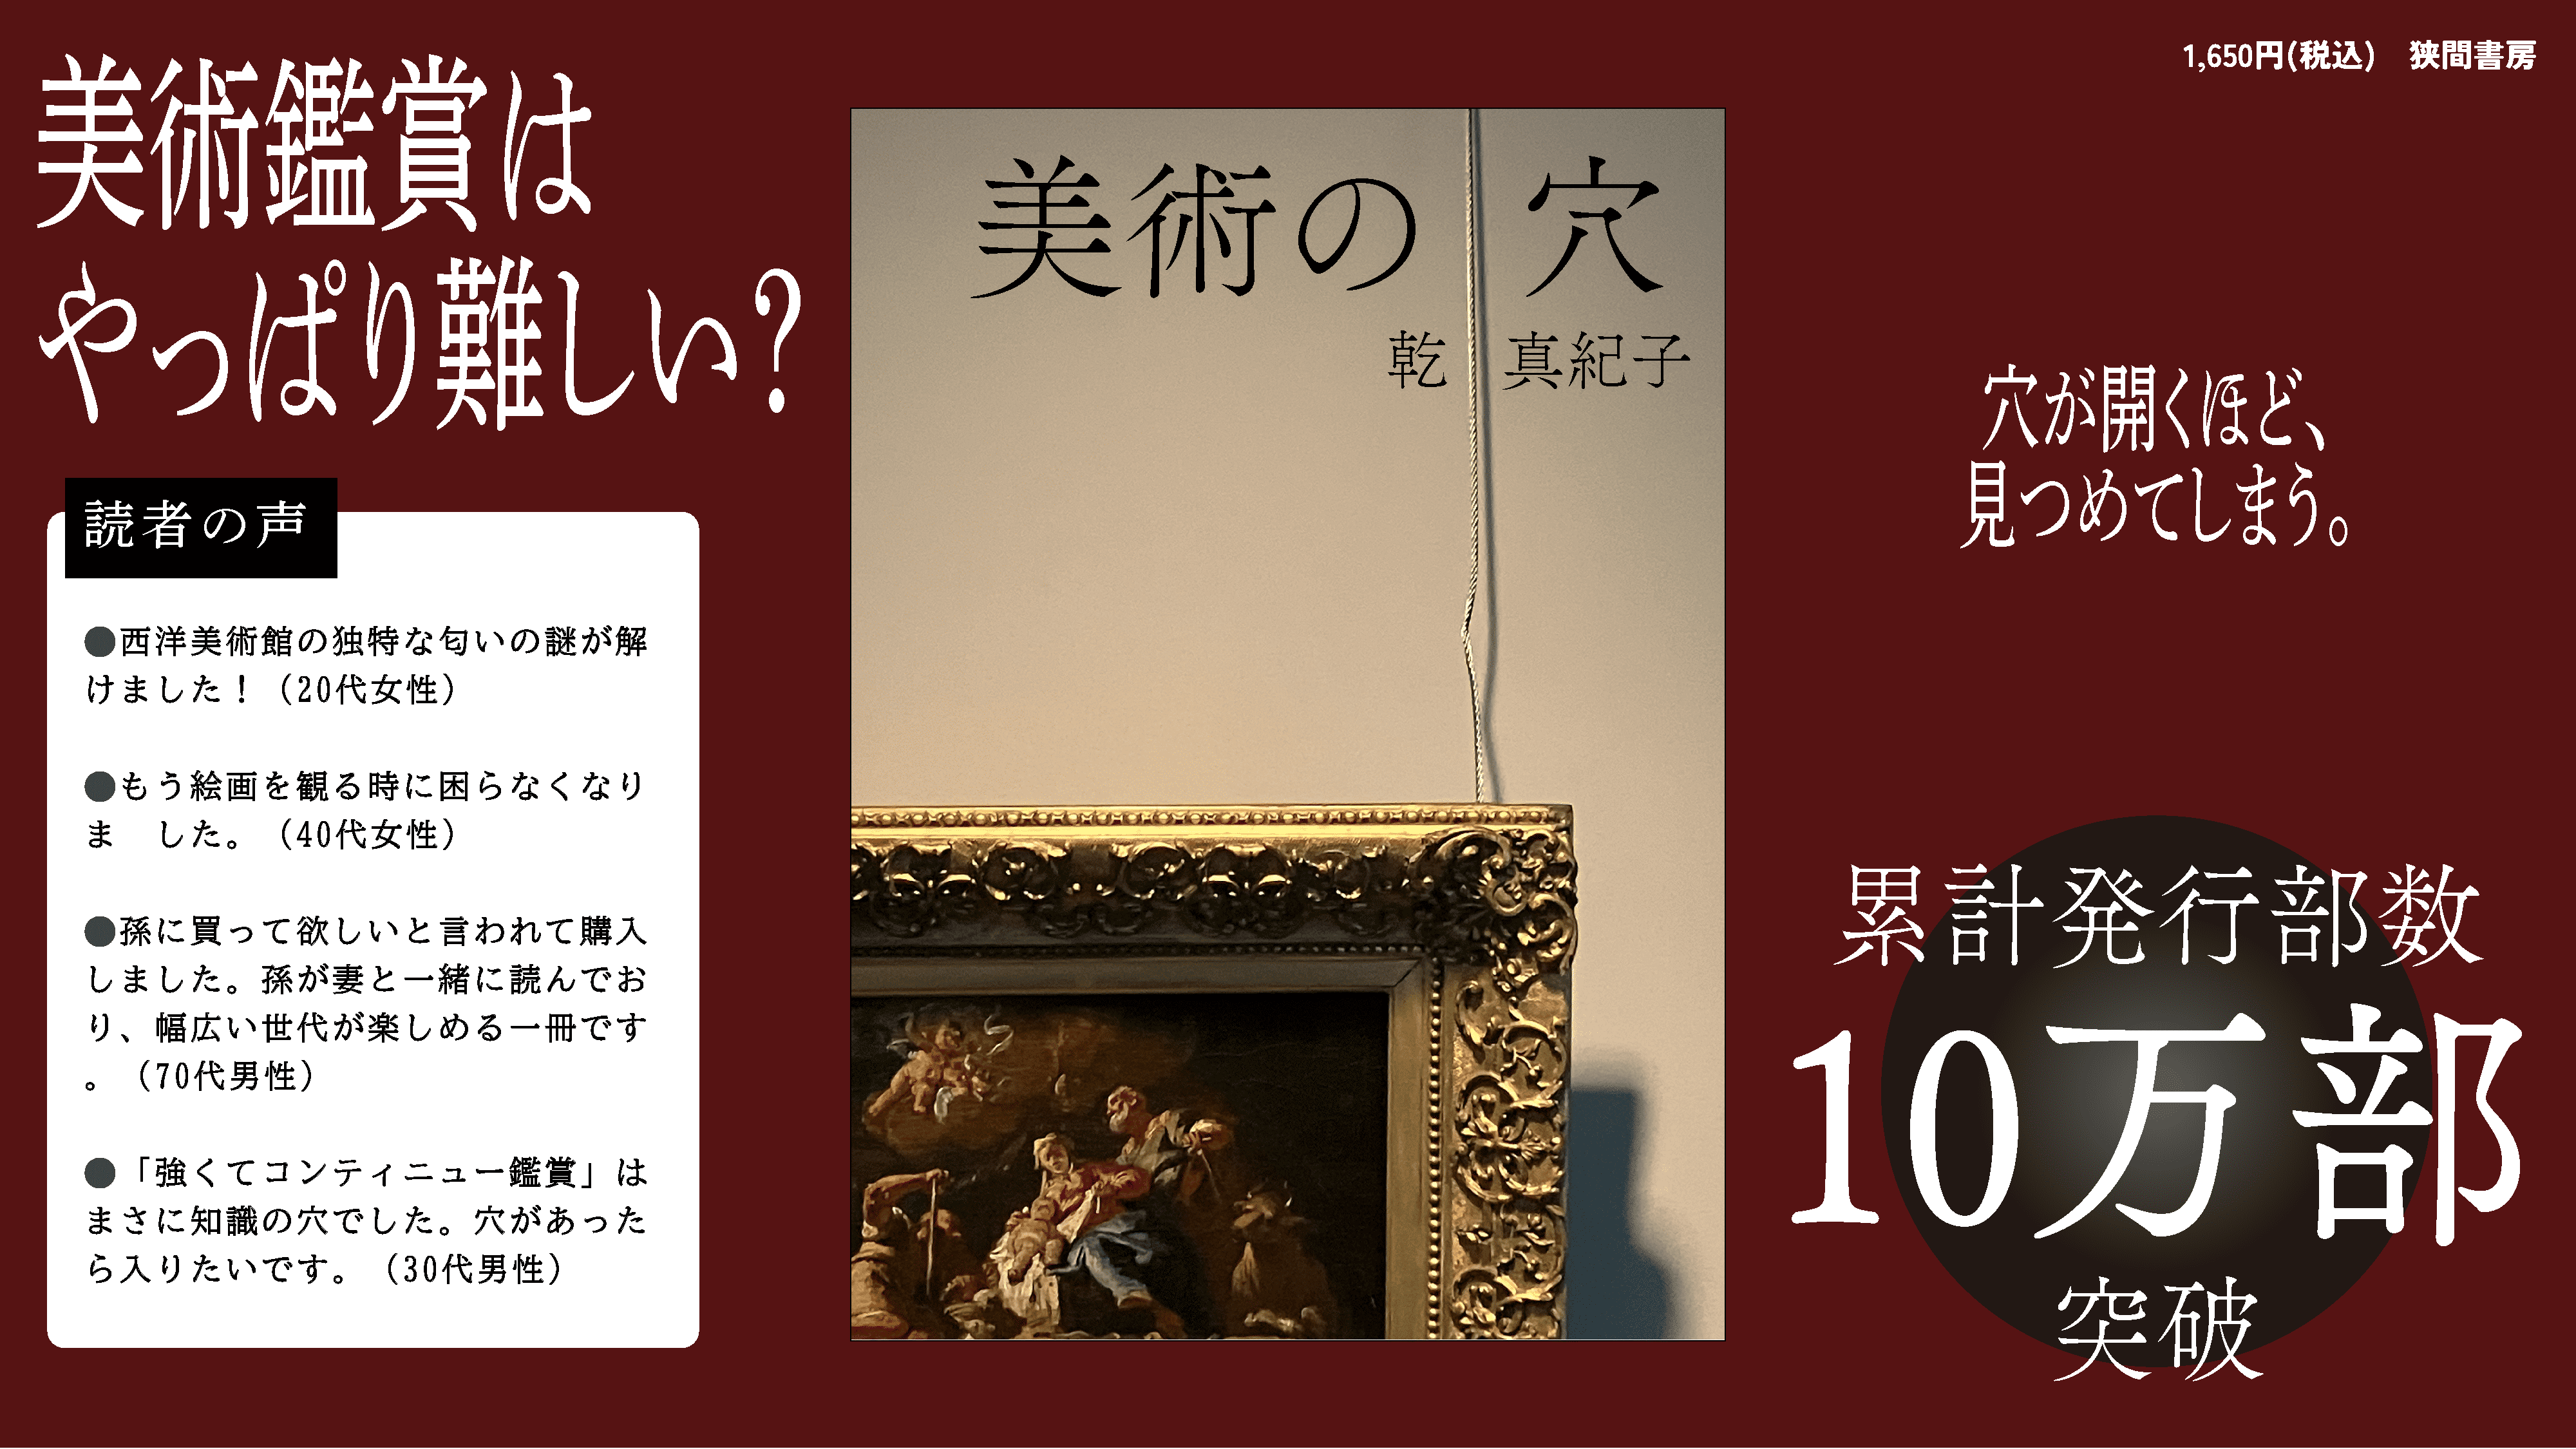 美術鑑賞は
やっぱり難しい?
読者の声
●西洋美術館の独特な匂いの謎が解
けました！（20代女性）
●もう絵画を観る時に困らなくなり
ま　した。（40代女性）
●孫に買って欲しいと言われて購入
しました。孫が妻と一緒に読んでお
り、幅広い世代が楽しめる一冊です
。（70代男性）
●「強くてコンティニュー鑑賞」は
まさに知識の穴でした。穴があった
ら入りたいです。（30代男性）
美術の　穴
乾　真紀子
1,650円(税込)　狭間書房
穴が開くほど、
見つめてしまう。
累計発行部数
10万部
突破